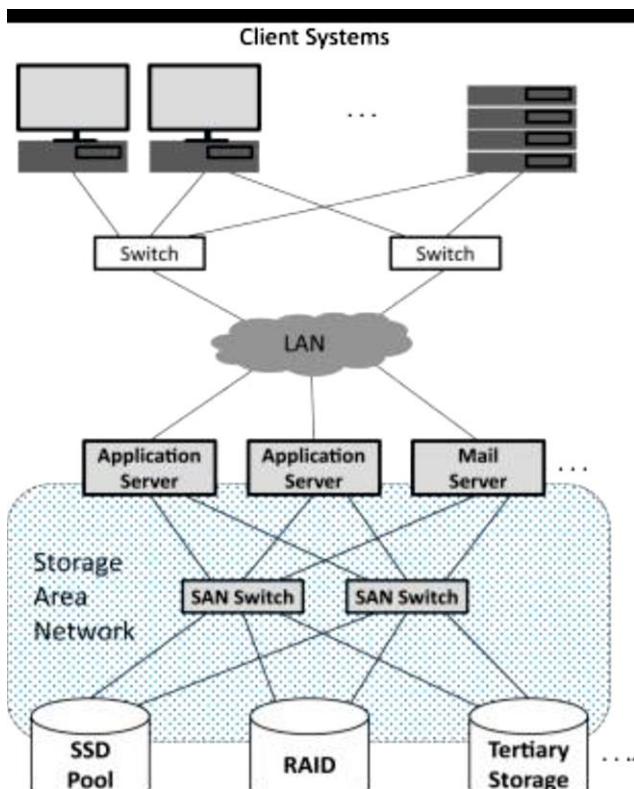 Client Systems
. . .
Switch
Switch
LAN
Application
Server
Application
Server
Mail
Server
. . .
Storage
Area
Network
SAN Switch
SAN Switch
SSD
Pool
RAID
Tertiary
Storage
. . .